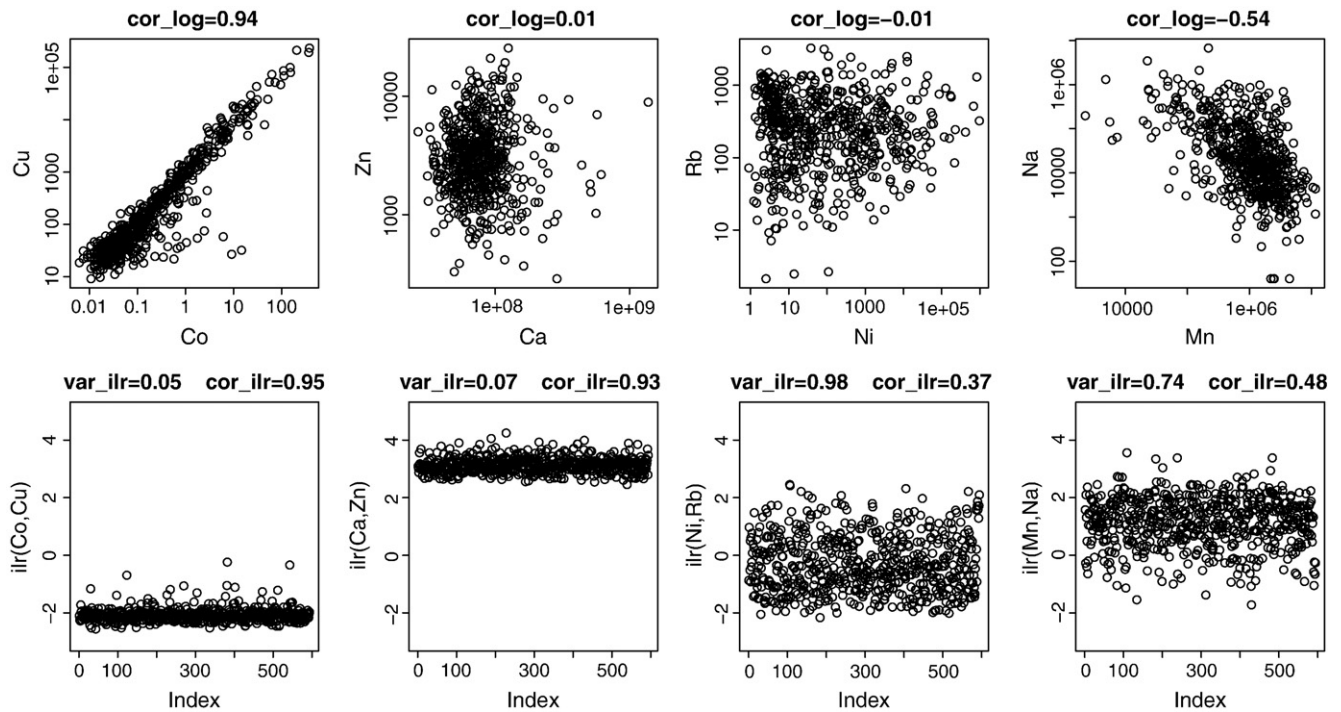 cor_log=0.94
Cu
10 100 1000 1e+05
0.01 0.1 1 10 100
Co
cor_log=0.01
Zn
1000 10000
1e+08 1e+09
Ca
cor_log=−0.01
Rb
10 100 1000
1 10 100 1000 1e+05
Ni
cor_log=−0.54
Na
100 10000 1e+06
10000 1e+06
Mn
var_ilr=0.05 cor_ilr=0.95
ilr(Co,Cu)
−2 0 2 4
0 100 300 500
Index
var_ilr=0.07 cor_ilr=0.93
ilr(Ca,Zn)
−2 0 2 4
0 100 300 500
Index
var_ilr=0.98 cor_ilr=0.37
ilr(Ni,Rb)
−2 0 2 4
0 100 300 500
Index
var_ilr=0.74 cor_ilr=0.48
ilr(Mn,Na)
−2 0 2 4
0 100 300 500
Index